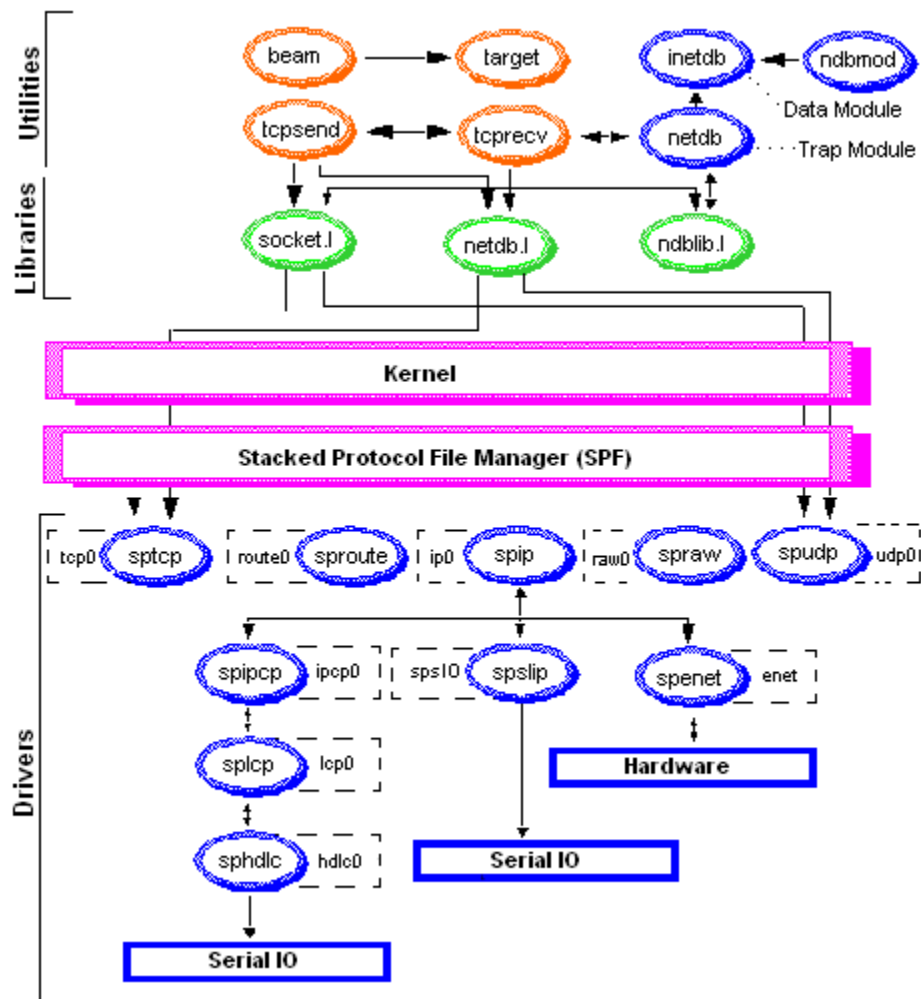 Utilities
beam
target
inetdb
ndbmod
Data Module
tcpsend
tcprecv
netdb
Trap Module
Libraries
socket.l
netdb.l
ndblib.l
Kernel
Stacked Protocol File Manager (SPF)
Drivers
tcp0
sptcp
route0
sproute
ip0
spip
raw0
spraw
spudp
udp0
spipcp
ipcp0
spsl0
spslip
spenet
enet
splcp
lcp0
Hardware
sphdlc
hdlc0
Serial IO
Serial IO